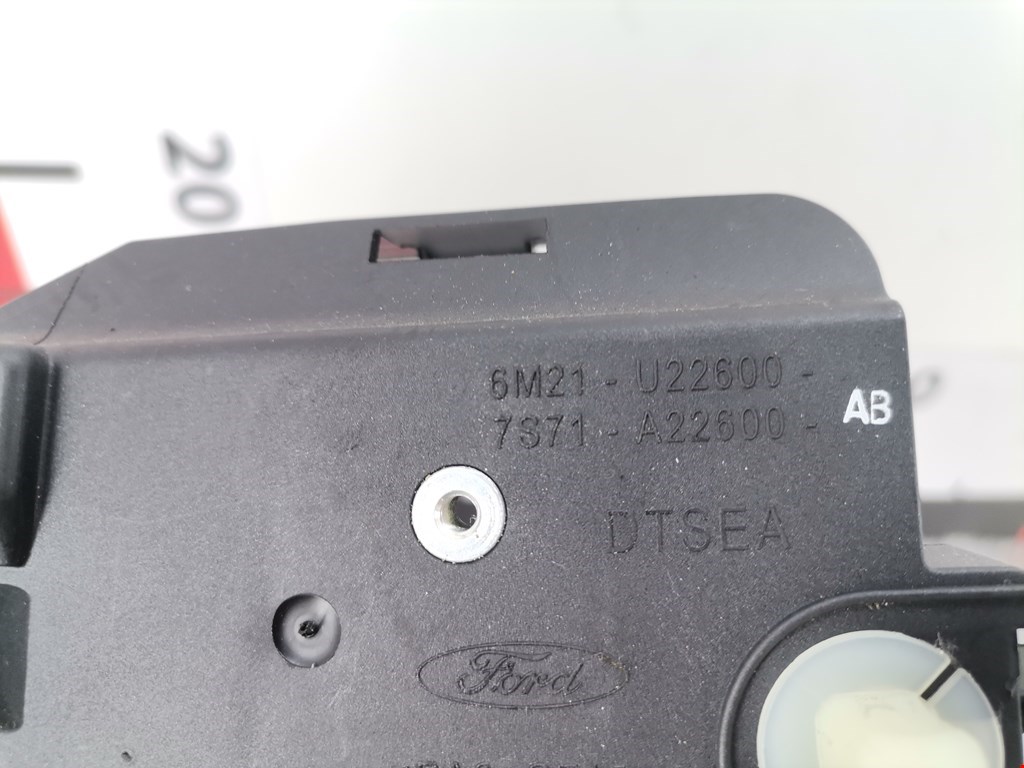 20
6M21 - U22600 -
7S71 - A22600 -
AB
DTSEA
Ford